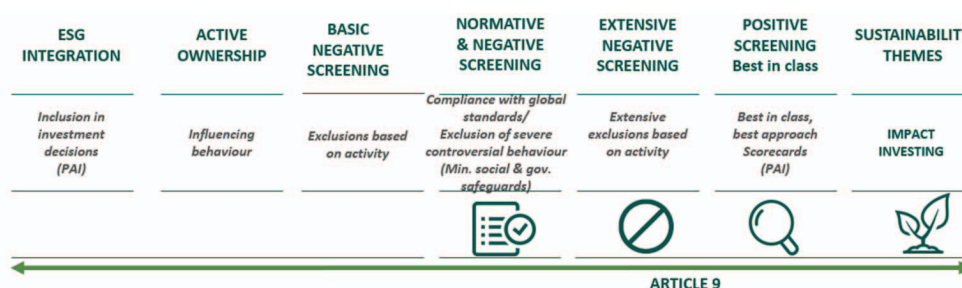 ESG
INTEGRATION
ACTIVE
OWNERSHIP
BASIC
NEGATIVE
SCREENING
NORMATIVE
& NEGATIVE
SCREENING
EXTENSIVE
NEGATIVE
SCREENING
POSITIVE
SCREENING
Best in class
SUSTAINABILIT
THEMES
Inclusion in
investment
decisions
(PAI)
Influencing
behaviour
Exclusions based
on activity
Compliance with global
standards/
Exclusion of severe
controversial behaviour
(Min. social & gov.
safeguards)
Extensive
exclusions based
on activity
Best in class,
best approach
Scorecards
(PAI)
IMPACT
INVESTING
ARTICLE 9